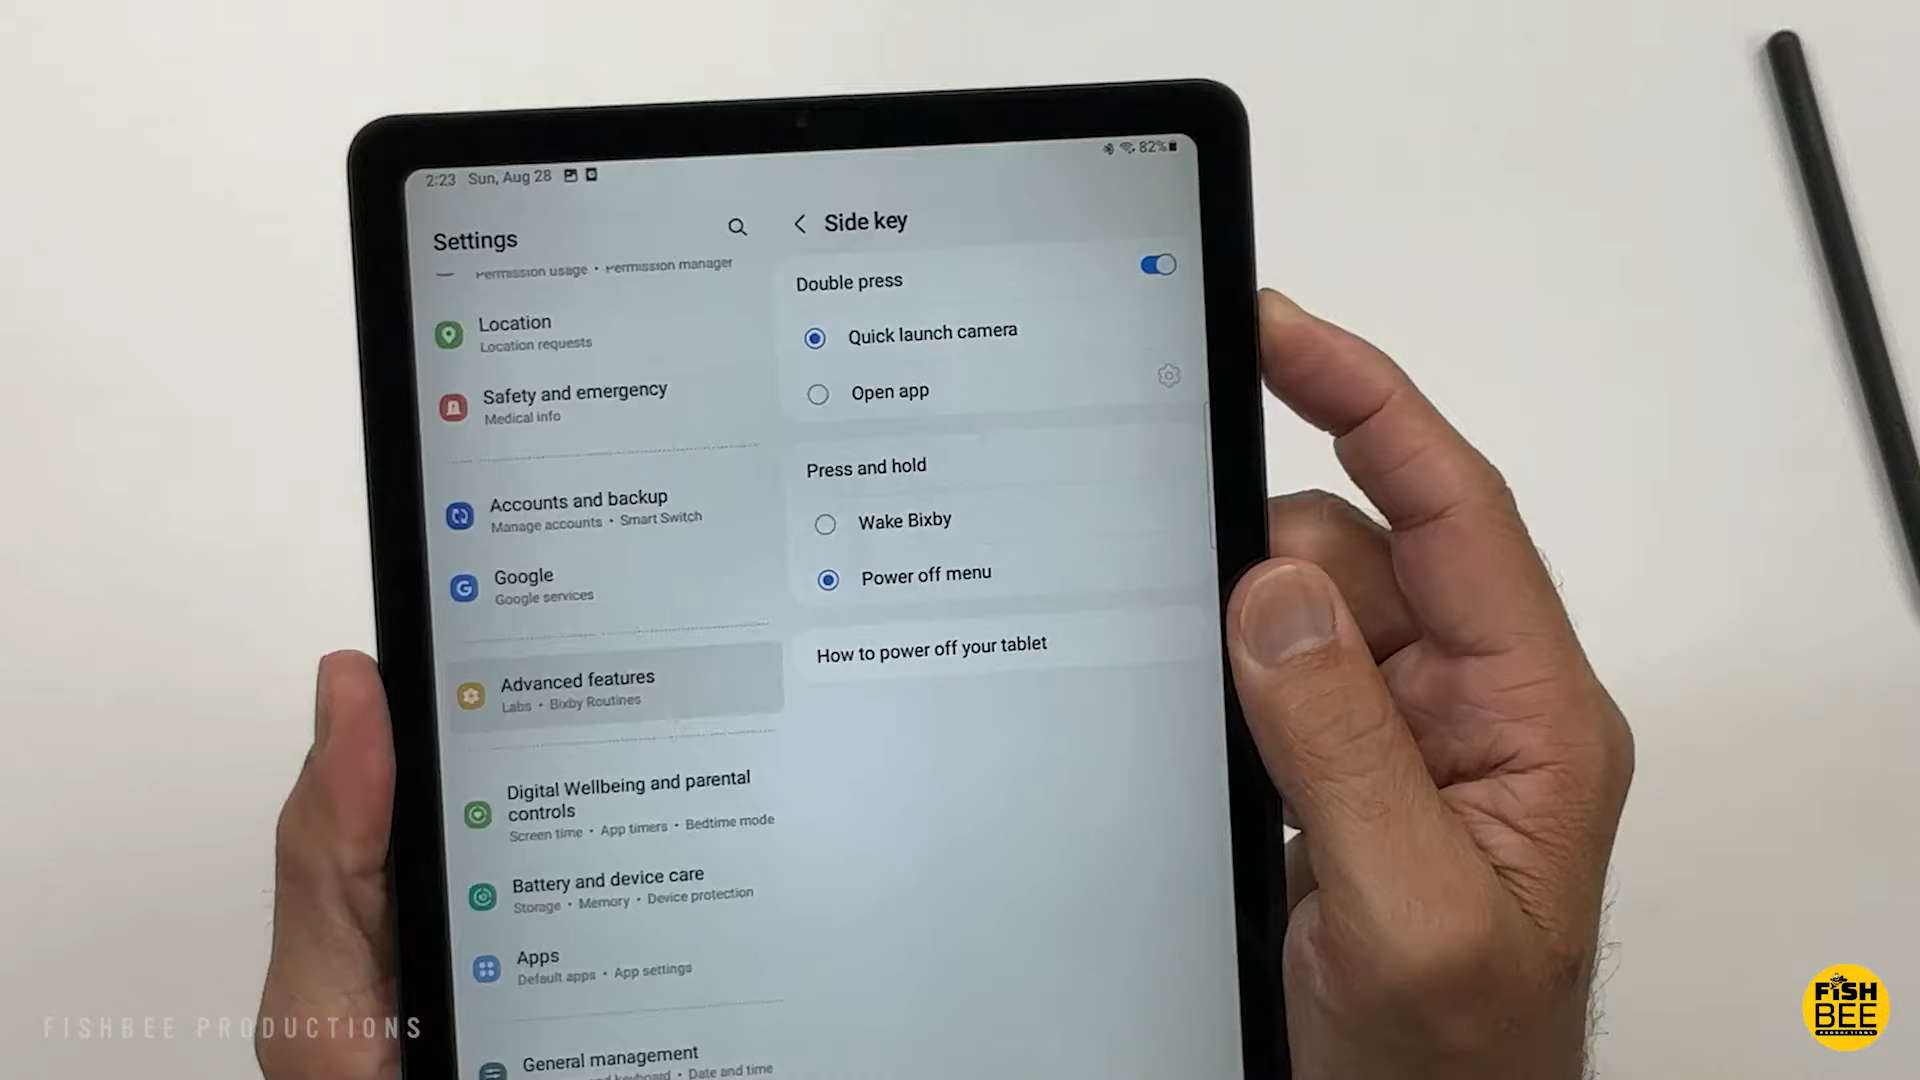 2:23 Sun, Aug 28
82%
Settings
Permission usage • Permission manager
Location
Location requests
Safety and emergency
Medical info
Accounts and backup
Manage accounts • Smart Switch
Google
Google services
Advanced features
Labs • Bixby Routines
Digital Wellbeing and parental
controls
Screen time • App timers • Bedtime mode
Battery and device care
Storage • Memory • Device protection
Apps
Default apps • App settings
General management
keyboard • Date and time
Side key
Double press
Quick launch camera
Open app
Press and hold
Wake Bixby
Power off menu
How to power off your tablet
FISHBEE PRODUCTIONS
FISH
BEE
PRODUCTIONS